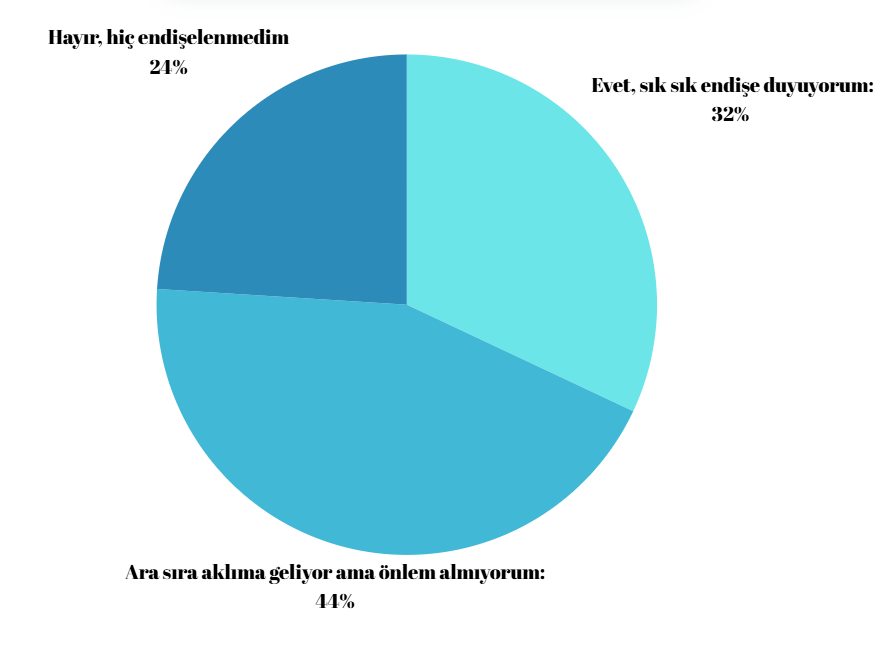 Hayır, hiç endişelenmedim
24%
Evet, sık sık endişe duyuyorum:
32%
Ara sıra aklıma geliyor ama önlem almıyorum:
44%